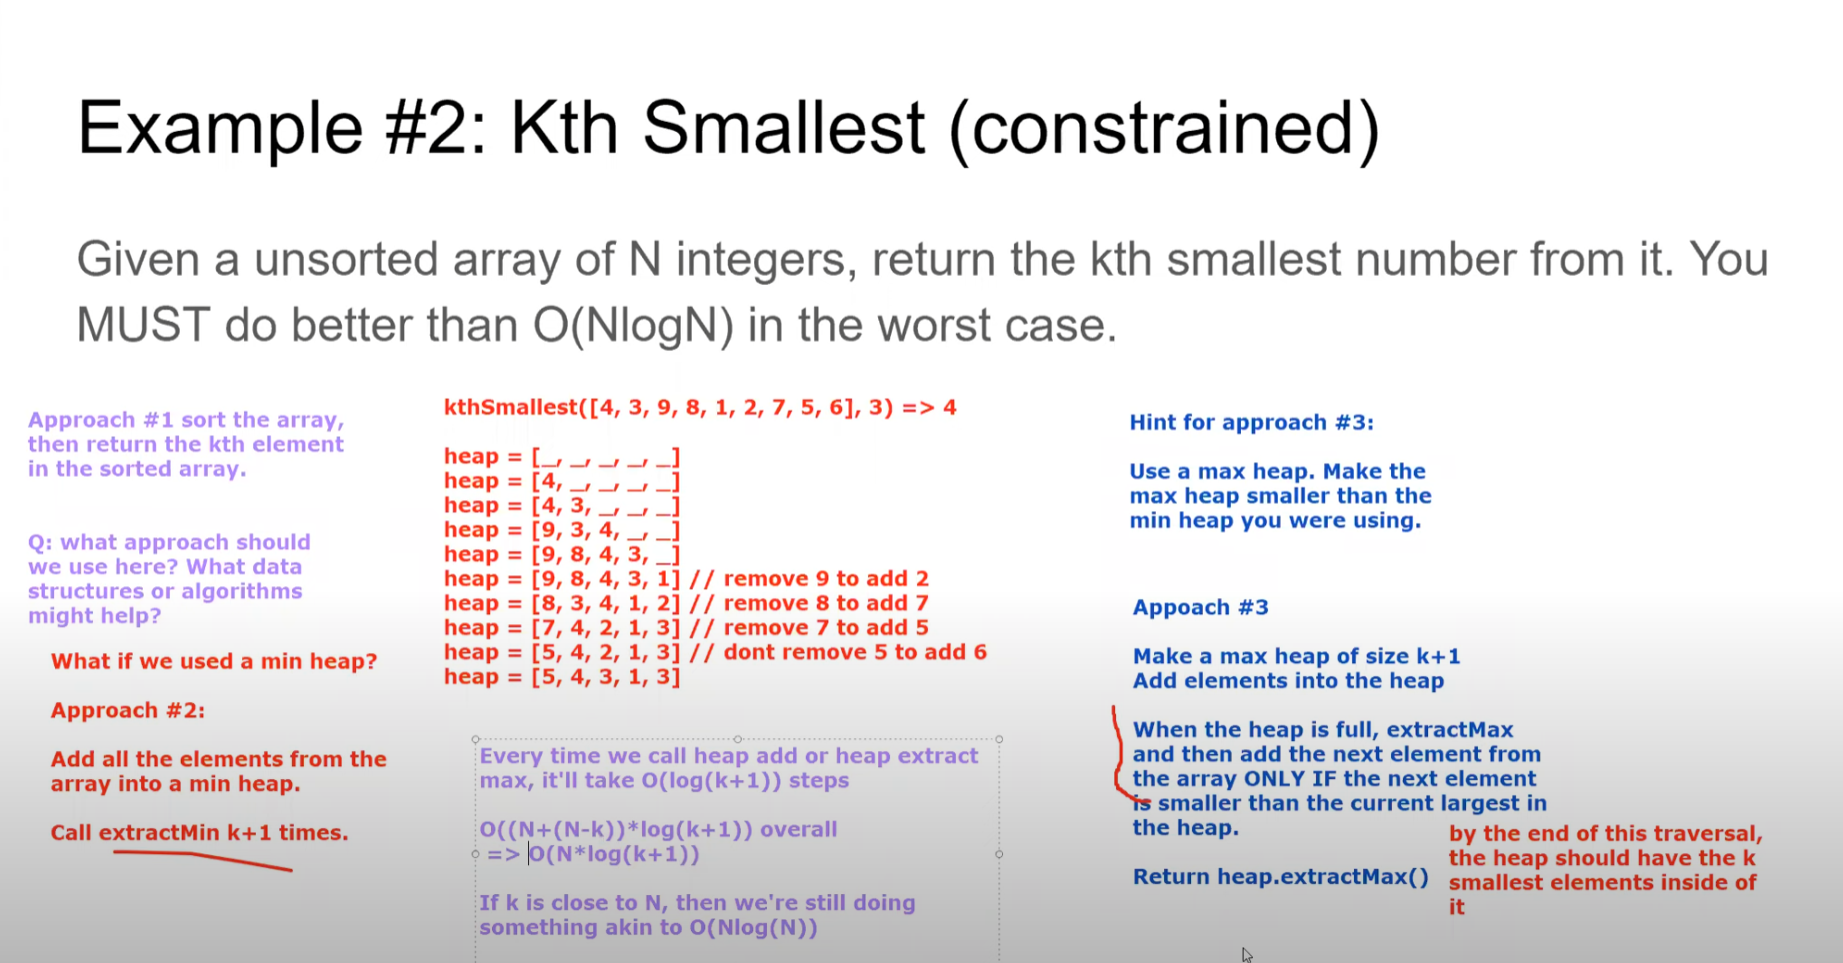 Example #2: Kth Smallest (constrained)
Given a unsorted array of N integers, return the kth smallest number from it. You
MUST do better than O(NlogN) in the worst case.
Approach #1 sort the array,
then return the kth element
in the sorted array.
Q: what approach should
we use here? What data
structures or algorithms
might help?
What if we used a min heap?
Approach #2:
Add all the elements from the
array into a min heap.
Call extractMin k+1 times.
kthSmallest([4, 3, 9, 8, 1, 2, 7, 5, 6], 3) => 4
heap = [_, _, _, _, _]
heap = [4, _, _, _, _]
heap = [4, 3, _, _, _]
heap = [9, 3, 4, _, _]
heap = [9, 8, 4, 3, _]
heap = [9, 8, 4, 3, 1] // remove 9 to add 2
heap = [8, 3, 4, 1, 2] // remove 8 to add 7
heap = [7, 4, 2, 1, 3] // remove 7 to add 5
heap = [5, 4, 2, 1, 3] // dont remove 5 to add 6
heap = [5, 4, 3, 1, 3]
Every time we call heap add or heap extract
max, it'll take O(log(k+1)) steps
O((N+(N-k))*log(k+1)) overall
=> O(N*log(k+1))
If k is close to N, then we're still doing
something akin to O(Nlog(N))
Hint for approach #3:
Use a max heap. Make the
max heap smaller than the
min heap you were using.
Appoach #3
Make a max heap of size k+1
Add elements into the heap
When the heap is full, extractMax
and then add the next element from
the array ONLY IF the next element
is smaller than the current largest in
the heap.
Return heap.extractMax()
by the end of this traversal,
the heap should have the k
smallest elements inside of
it